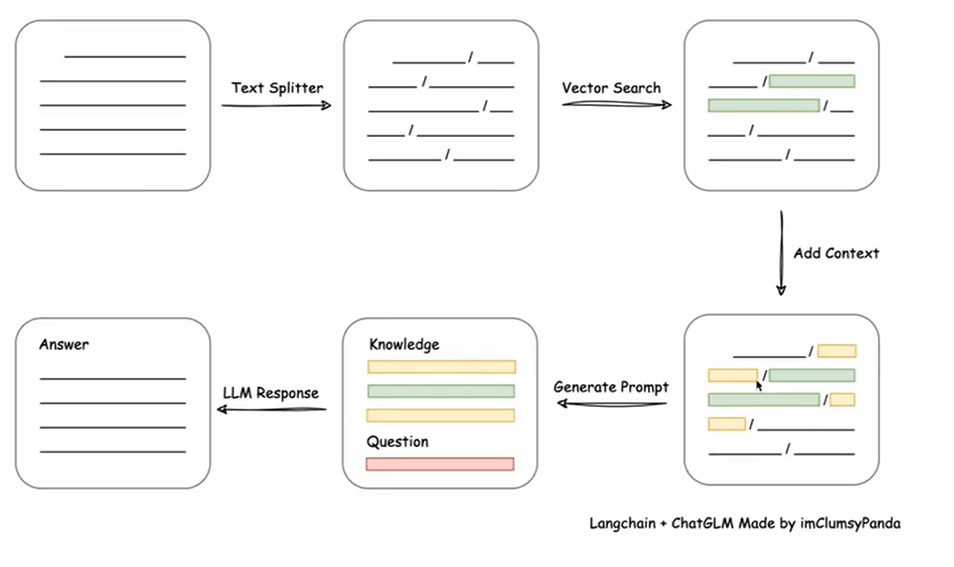 Text Splitter
Vector Search
Add Context
Answer
LLM Response
Knowledge
Question
Generate Prompt
Langchain + ChatGLM Made by imClumsyPanda